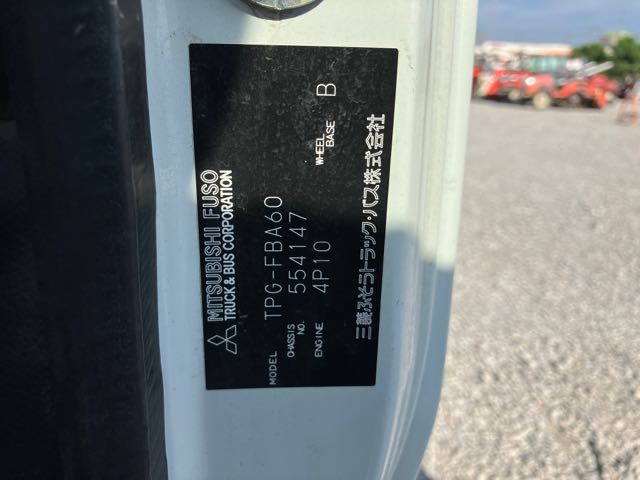 MITSUBISHI FUSO
TRUCK & BUS CORPORATION
MODEL TPG-FBA60
CHASSIS NO. 554147
ENGINE 4P10
WHEEL BASE B
三菱ふそうトラック・バス株式会社